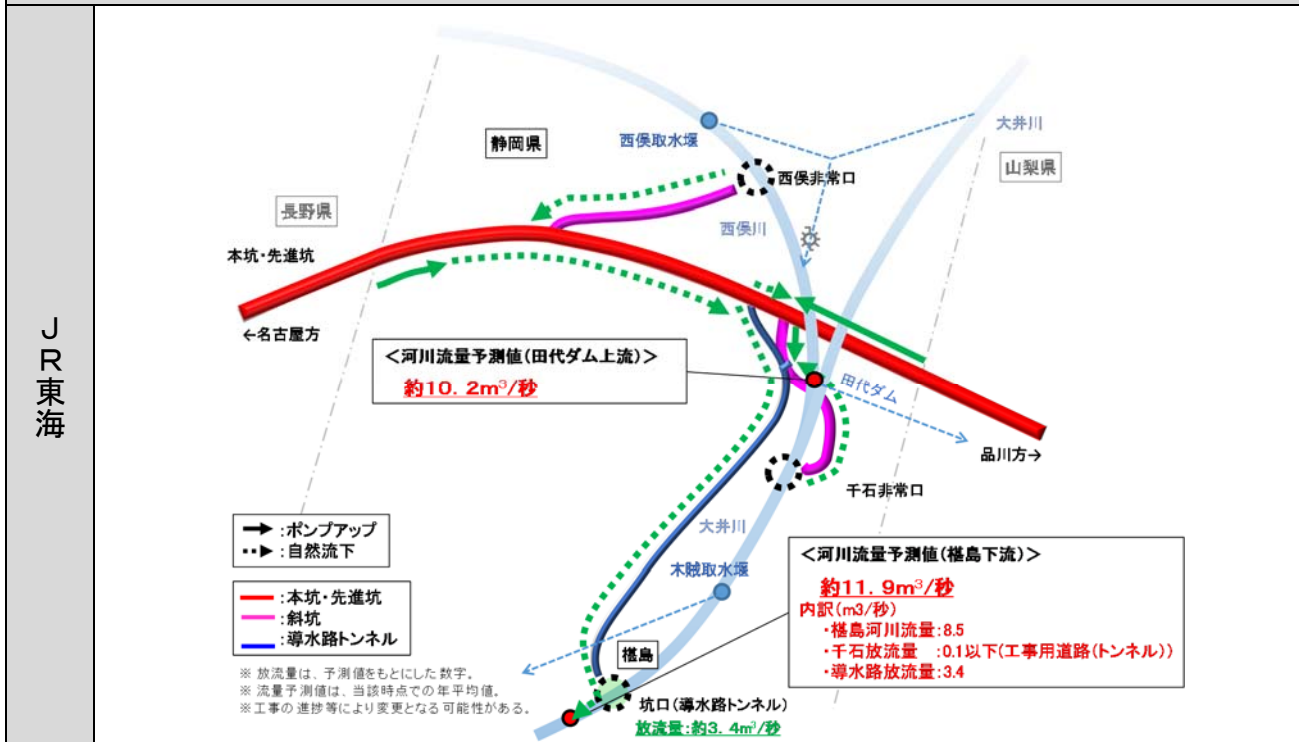 JR東海
静岡県
西俣取水堰
大井川
山梨県
西俣非常口
長野県
西俣川
本坑・先進坑
←名古屋方
<河川流量予測値(田代ダム上流)>
約10.2m³/秒
田代ダム
品川方→
千石非常口
:ポンプアップ
:自然流下
大井川
木賊取水堰
<河川流量予測値(椹島下流)>
約11.9m³/秒
内訳(m3/秒)
・椹島河川流量:8.5
・千石放流量 :0.1以下(工事用道路(トンネル))
・導水路放流量:3.4
:本坑・先進坑
:斜坑
:導水路トンネル
椹島
※ 放流量は、予測値をもとにした数字。
※ 流量予測値は、当該時点での年平均値。
※工事の進捗等により変更となる可能性がある。
坑口(導水路トンネル)
放流量:約3.4m³/秒